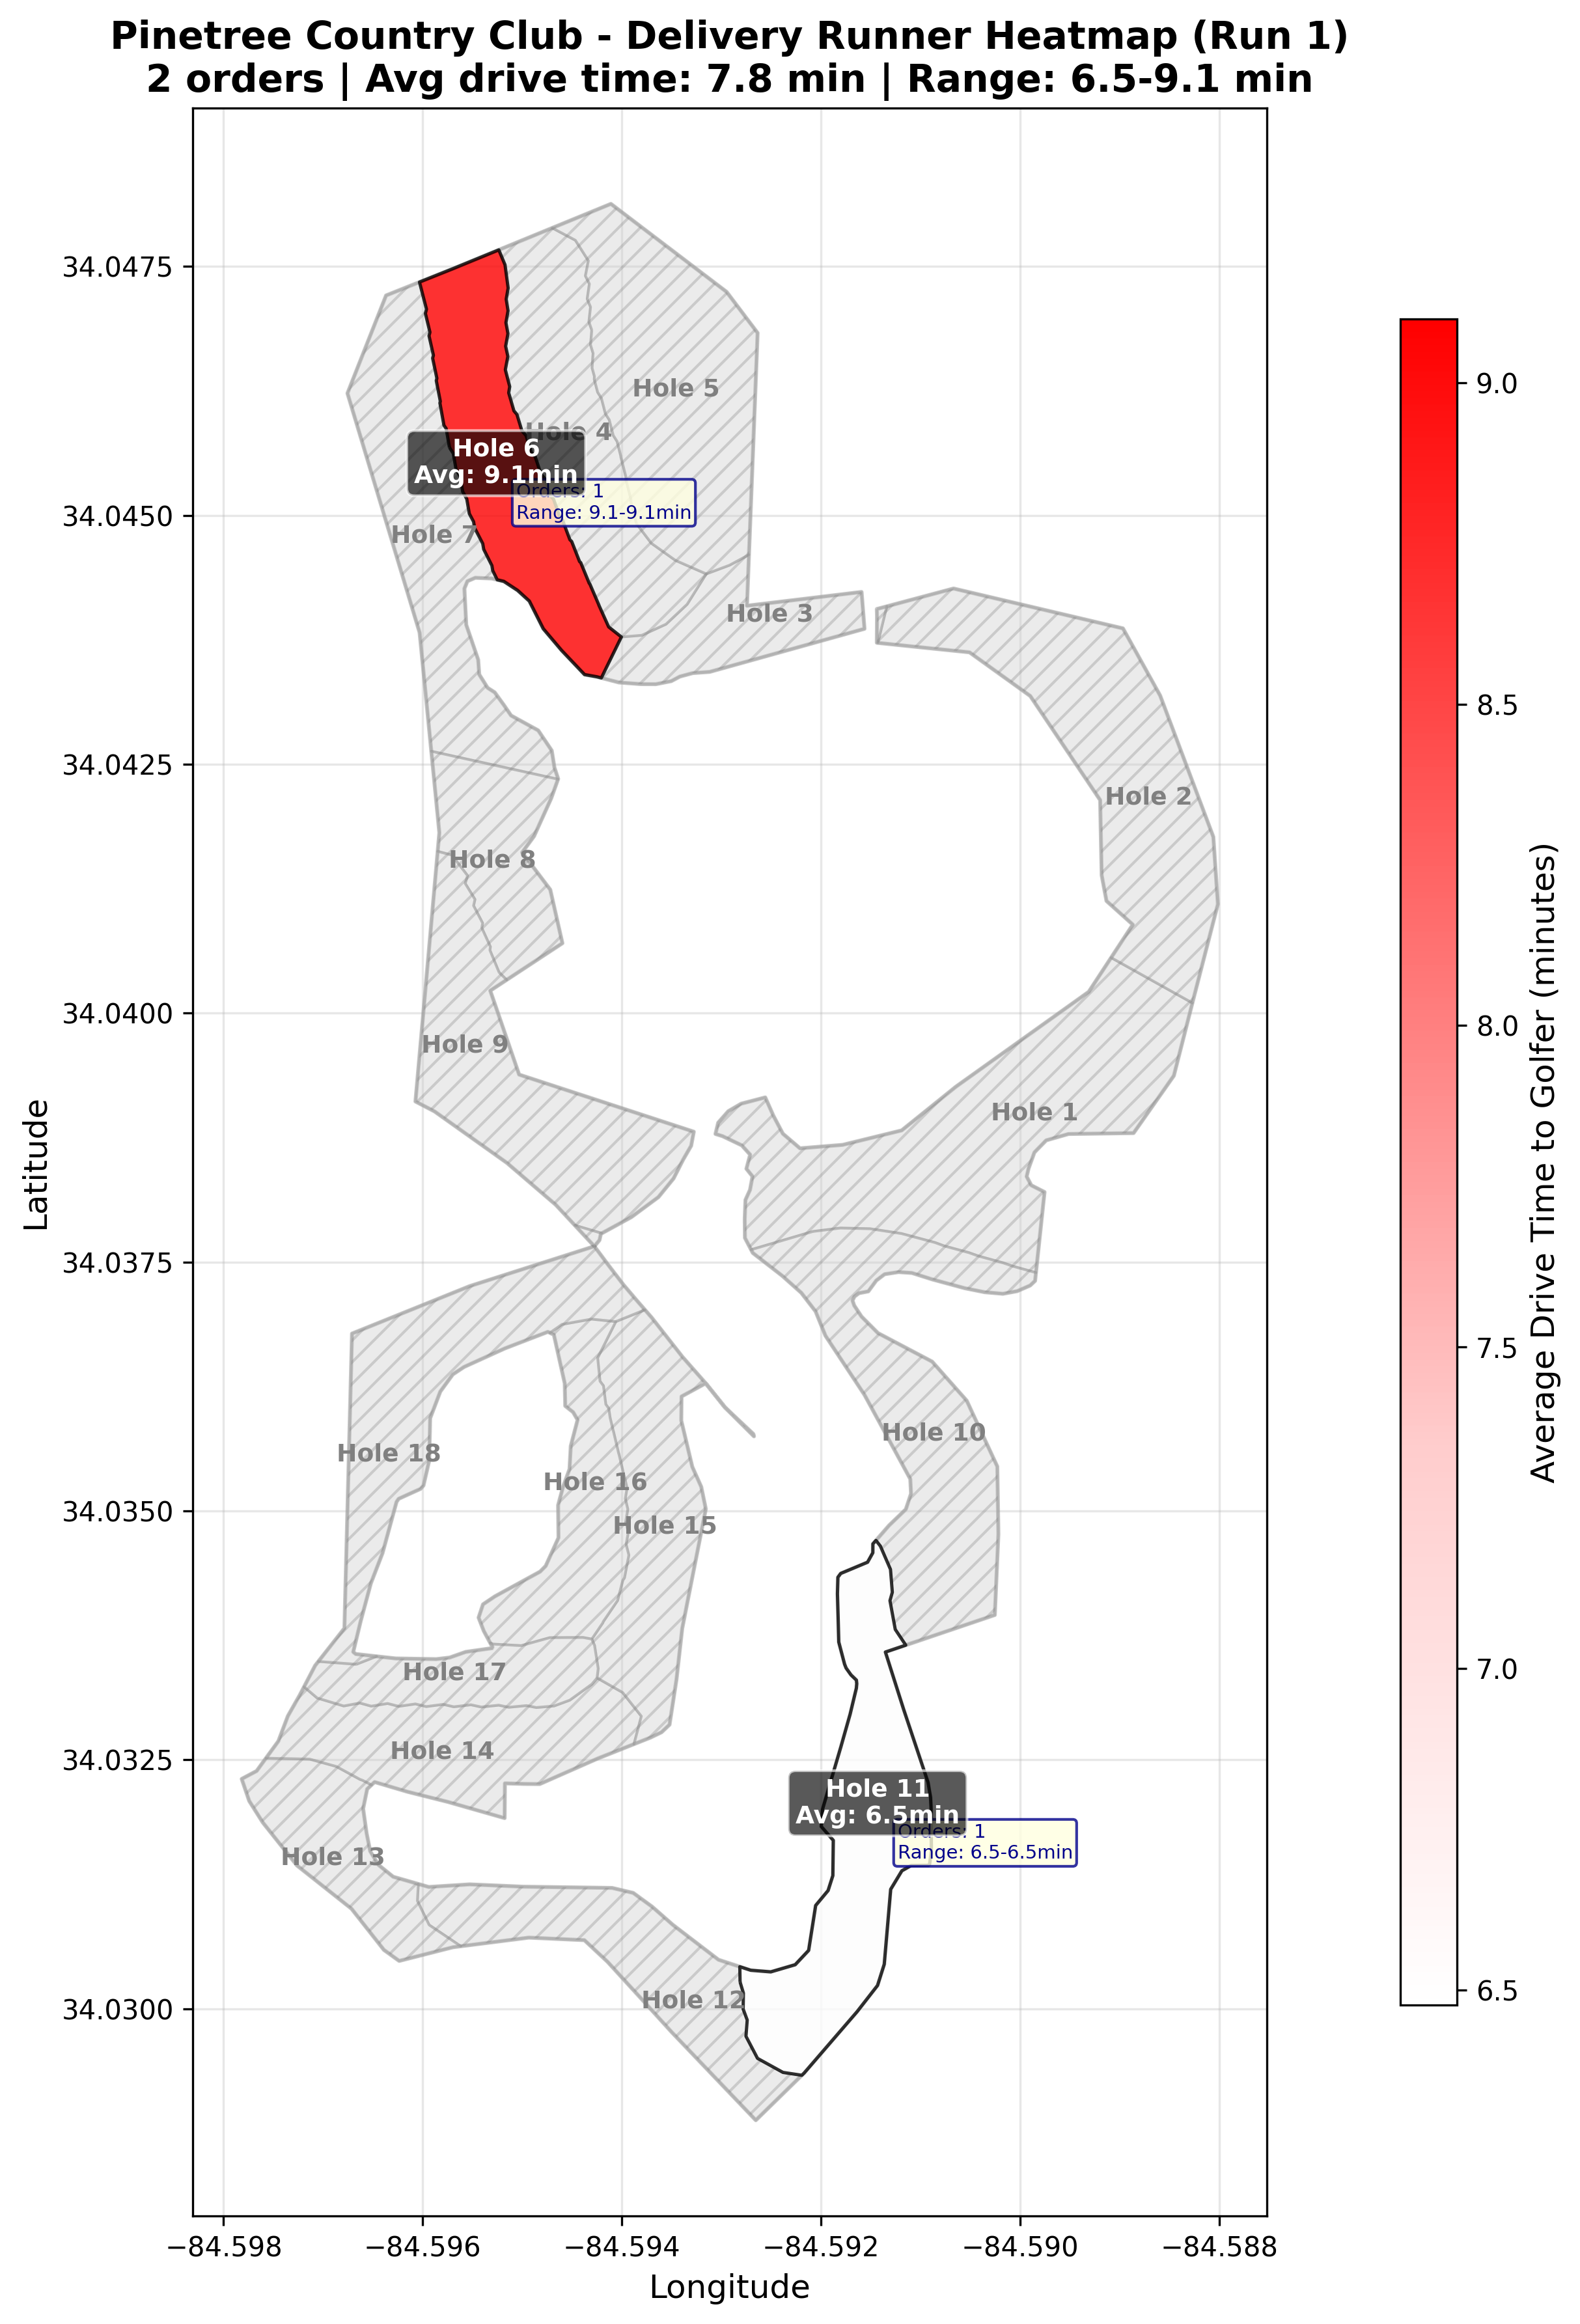 Pinetree Country Club - Delivery Runner Heatmap (Run 1)
2 orders | Avg drive time: 7.8 min | Range: 6.5-9.1 min
34.0475
34.0450
34.0425
34.0400
34.0375
34.0350
34.0325
34.0300
Latitude
Hole 5
Hole 4
Hole 6
Avg: 9.1min
Orders: 1
Range: 9.1-9.1min
Hole 7
Hole 3
Hole 2
Hole 8
Hole 9
Hole 1
Hole 10
Hole 18
Hole 16
Hole 15
Hole 17
Hole 14
Hole 11
Avg: 6.5min
Orders: 1
Range: 6.5-6.5min
Hole 13
Hole 12
−84.598
−84.596
−84.594
−84.592
−84.590
−84.588
Longitude
9.0
8.5
8.0
7.5
7.0
6.5
Average Drive Time to Golfer (minutes)